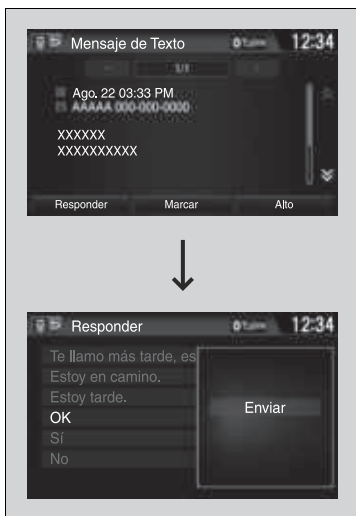 Mensaje de Texto
12:34
1/1
Ago. 22 03:33 PM
AAAAA 000-000-0000
XXXXXX
XXXXXXXXXX
Responder Marcar Alto
Responder
12:34
Te llamo más tarde, es
Estoy en camino.
Estoy tarde.
OK
Enviar
Sí
No